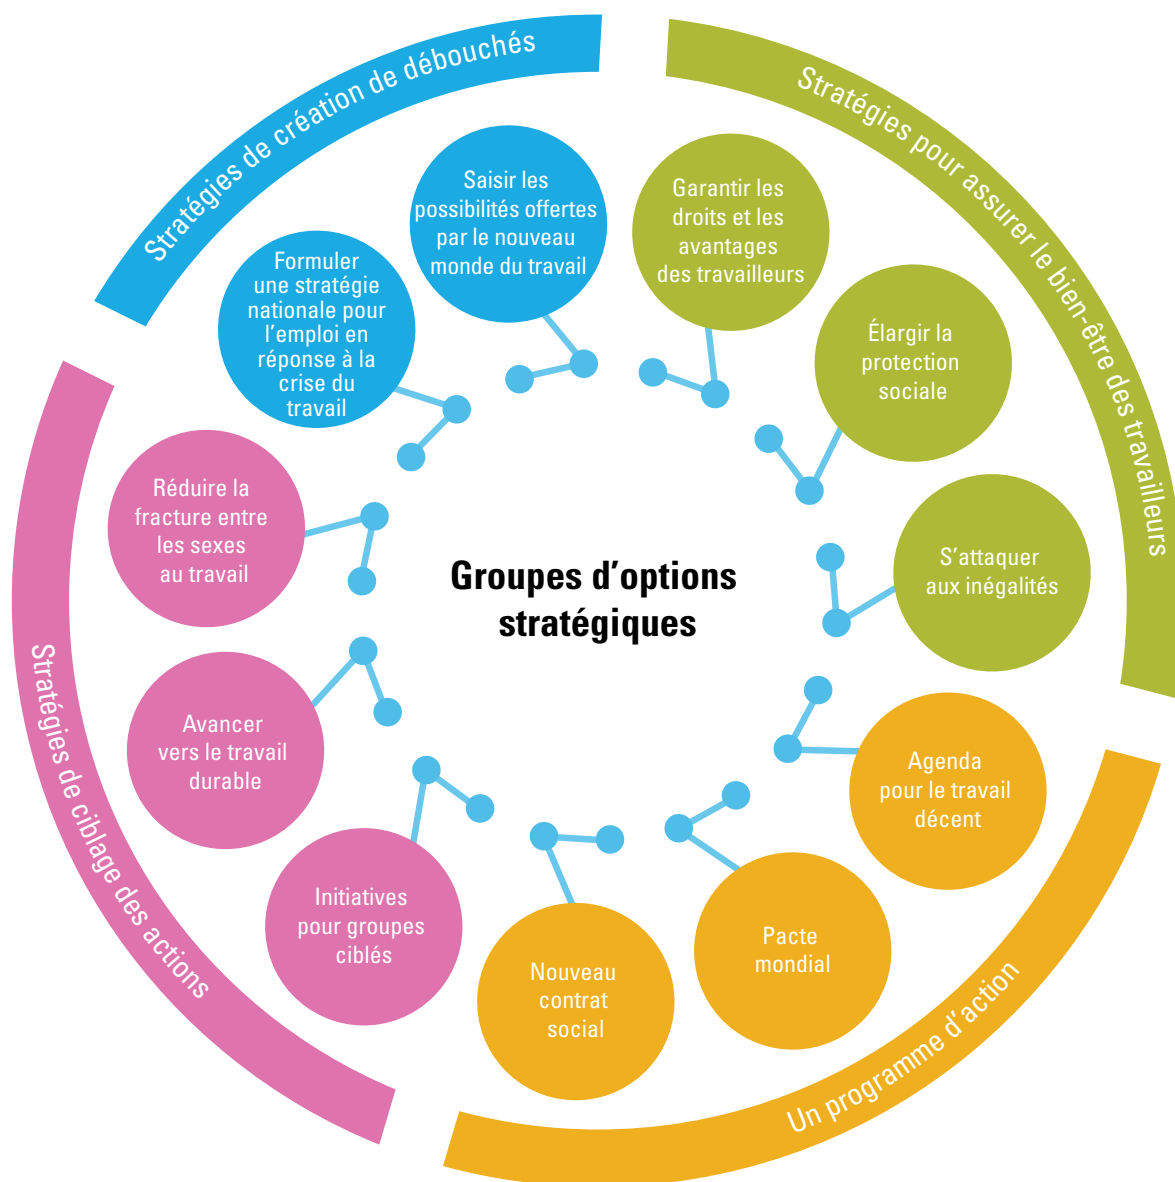 Stratégies de création de débouchés
Saisir les
possibilités offertes
par le nouveau
monde du travail
Formuler
une stratégie
nationale pour
l’emploi en
réponse à la
crise du
travail
Stratégies pour assurer le bien-être des travailleurs
Garantir les
droits et les
avantages
des travailleurs
Élargir la
protection
sociale
S’attaquer
aux inégalités
Groupes d’options
stratégiques
Un programme d’action
Agenda
pour le travail
décent
Pacte
mondial
Nouveau
contrat
social
Stratégies de ciblage des actions
Réduire la
fracture entre
les sexes
au travail
Avancer
vers le travail
durable
Initiatives
pour groupes
ciblés